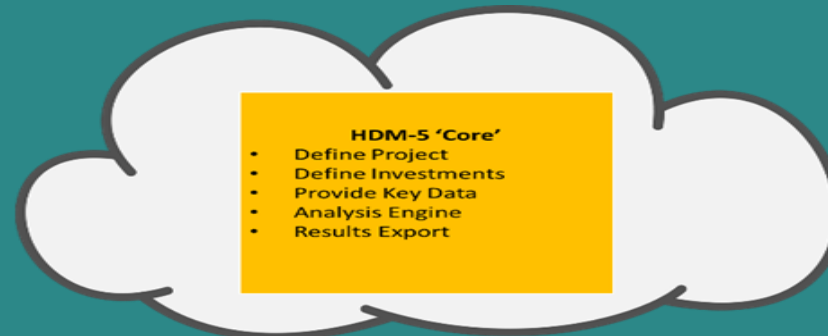 HDM-5 ‘Core’
• Define Project
• Define Investments
• Provide Key Data
• Analysis Engine
• Results Export